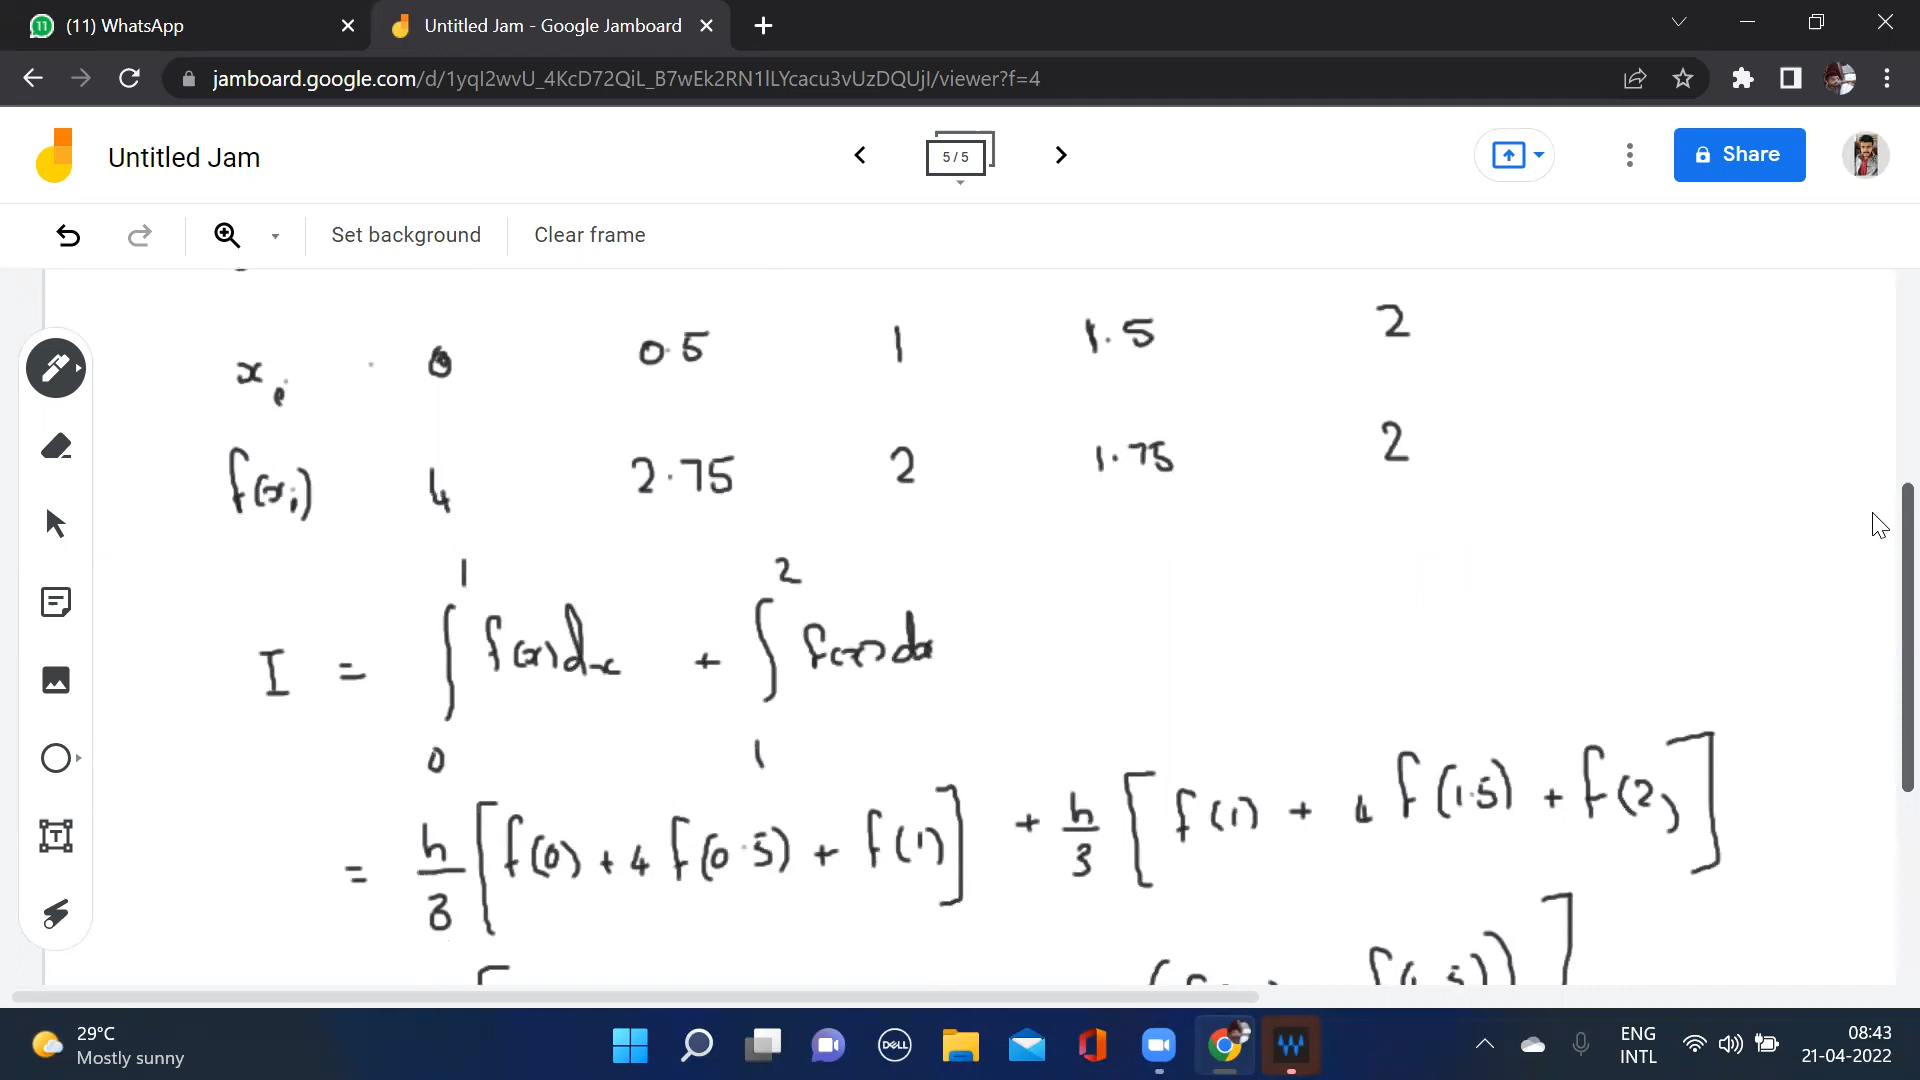 (11) WhatsApp
Untitled Jam - Google Jamboard
jamboard.google.com/d/1yqI2wvU_4KcD72QiL_B7wEk2RN1lLYcacu3vUzDQUjI/viewer?f=4
Untitled Jam
5 / 5
Share
Set background
Clear frame
xi 0 0.5 1 1.5 2
f(xi) 4 2.75 2 1.75 2
I = ∫₀¹ f(x)dx + ∫₁² f(x)dx
= h/3 [f(0) + 4 f(0.5) + f(1)] + h/3 [f(1) + 4 f(1.5) + f(2)]
29°C
Mostly sunny
DELL
ENG
INTL
08:43
21-04-2022